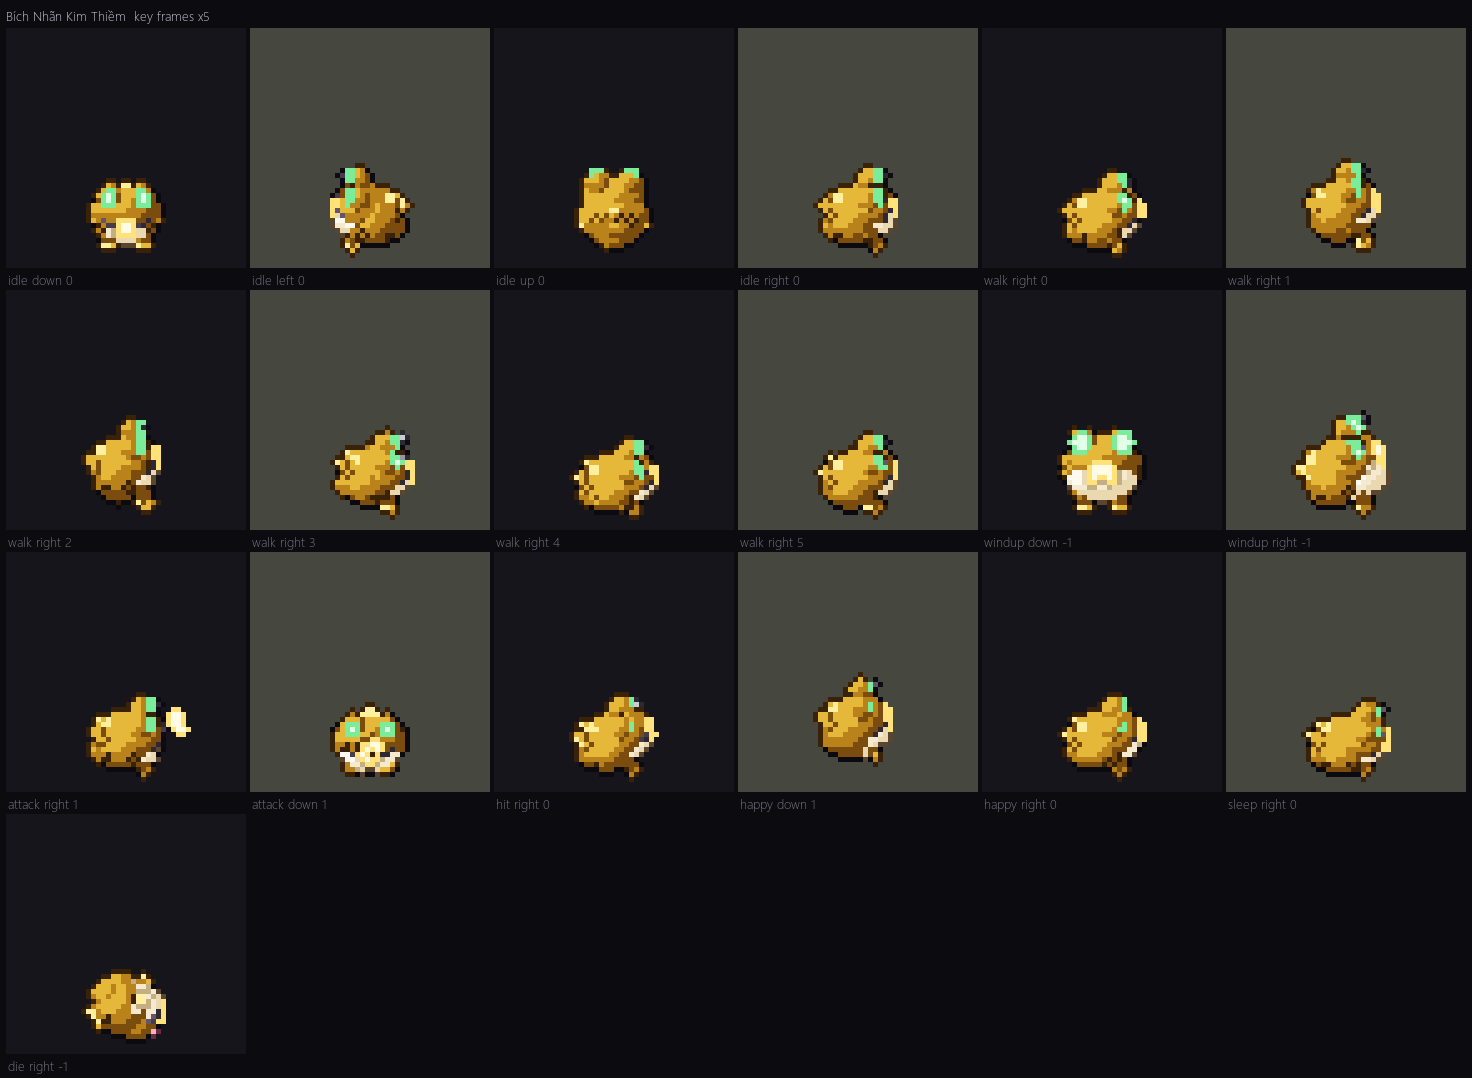 Bích Nhãn Kim Thiềm key frames x5
idle down 0
idle left 0
idle up 0
idle right 0
walk right 0
walk right 1
walk right 2
walk right 3
walk right 4
walk right 5
windup down -1
windup right -1
attack right 1
attack down 1
hit right 0
happy down 1
happy right 0
sleep right 0
die right -1